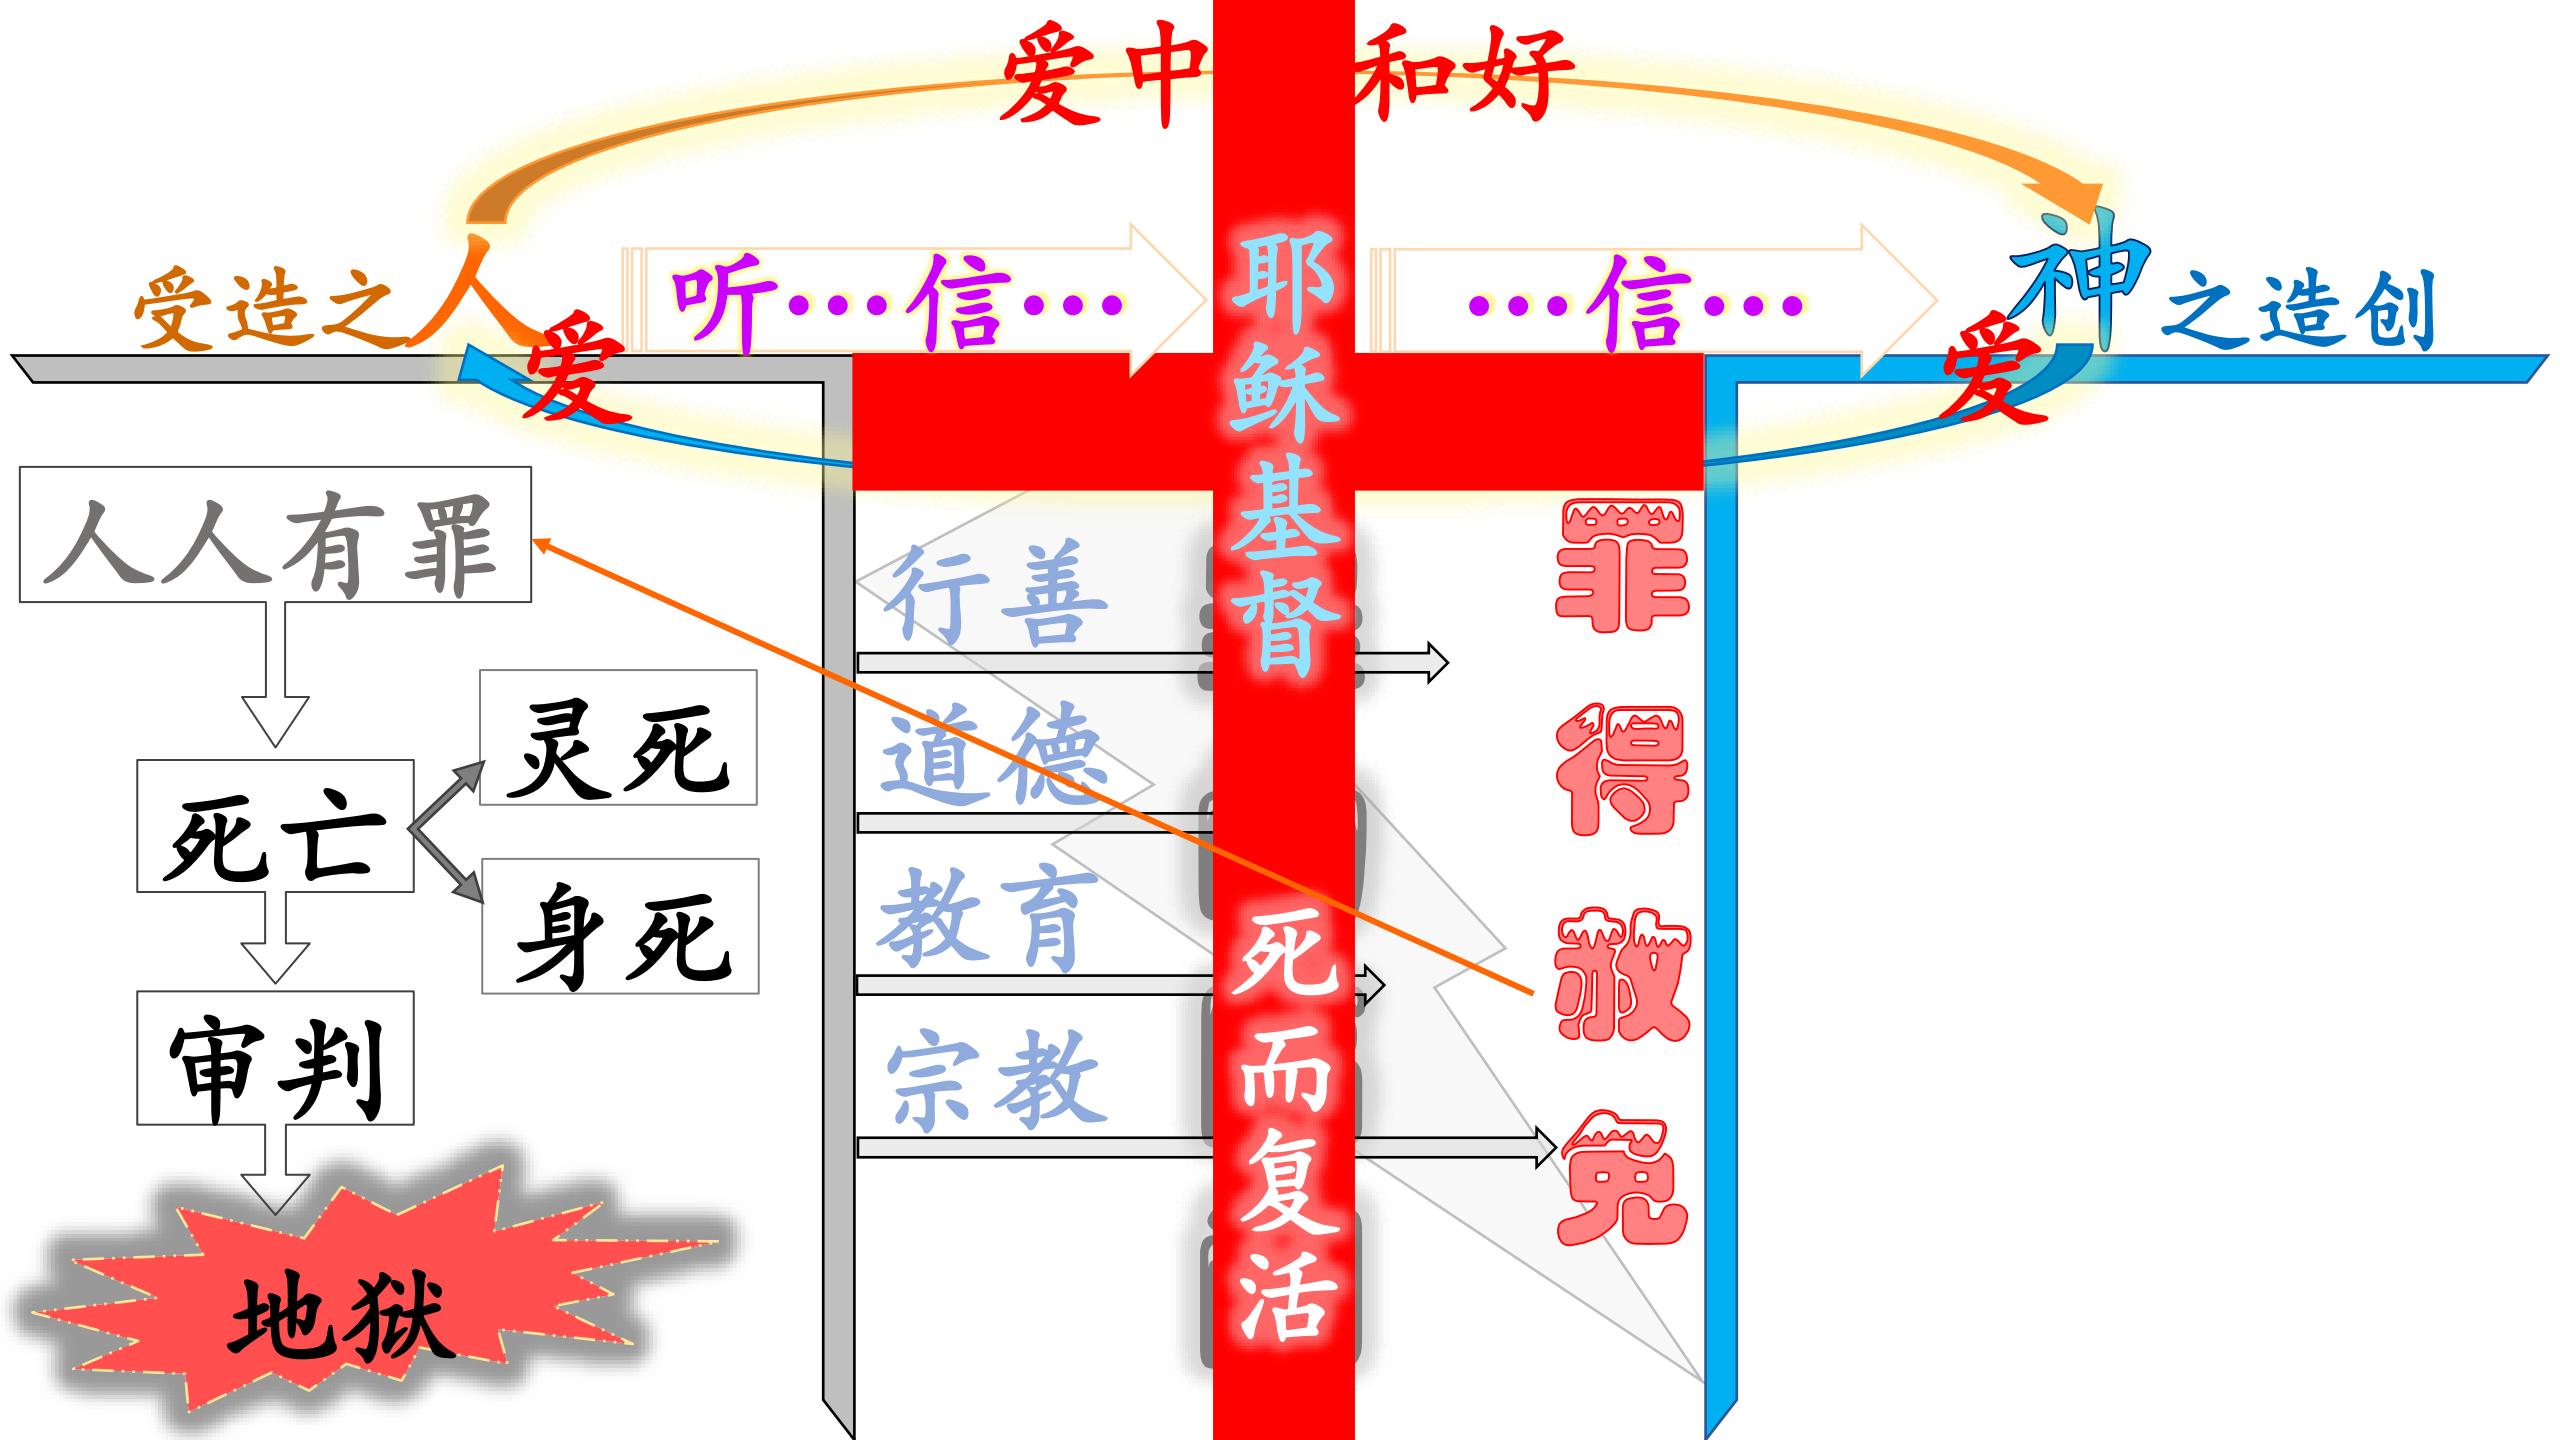 爱中和好
受造之人
听…信…
…信…
神之造创
爱
爱
耶稣基督
死而复活
人人有罪
死亡
灵死
身死
审判
地狱
行善
道德
教育
宗教
罪得赦免